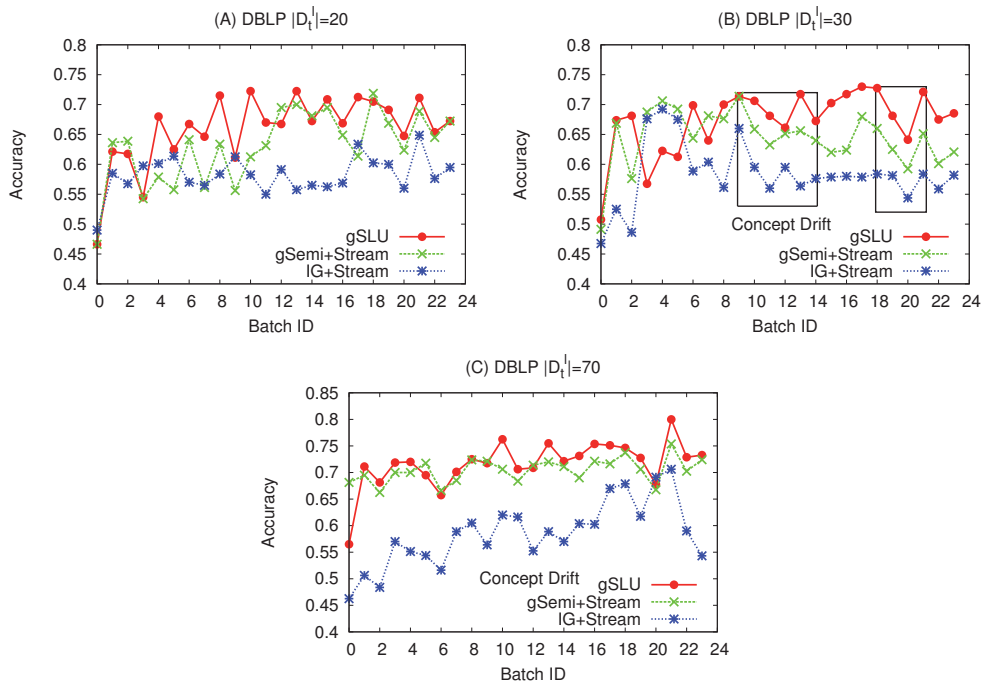 (A) DBLP |D_t^l|=20
0.8
0.75
0.7
0.65
0.6
0.55
0.5
0.45
0.4
Accuracy
gSLU
gSemi+Stream
IG+Stream
0 2 4 6 8 10 12 14 16 18 20 22 24
Batch ID
(B) DBLP |D_t^l|=30
0.8
0.75
0.7
0.65
0.6
0.55
0.5
0.45
0.4
Accuracy
Concept Drift
gSLU
gSemi+Stream
IG+Stream
0 2 4 6 8 10 12 14 16 18 20 22 24
Batch ID
(C) DBLP |D_t^l|=70
0.85
0.8
0.75
0.7
0.65
0.6
0.55
0.5
0.45
0.4
Accuracy
Concept Drift
gSLU
gSemi+Stream
IG+Stream
0 2 4 6 8 10 12 14 16 18 20 22 24
Batch ID